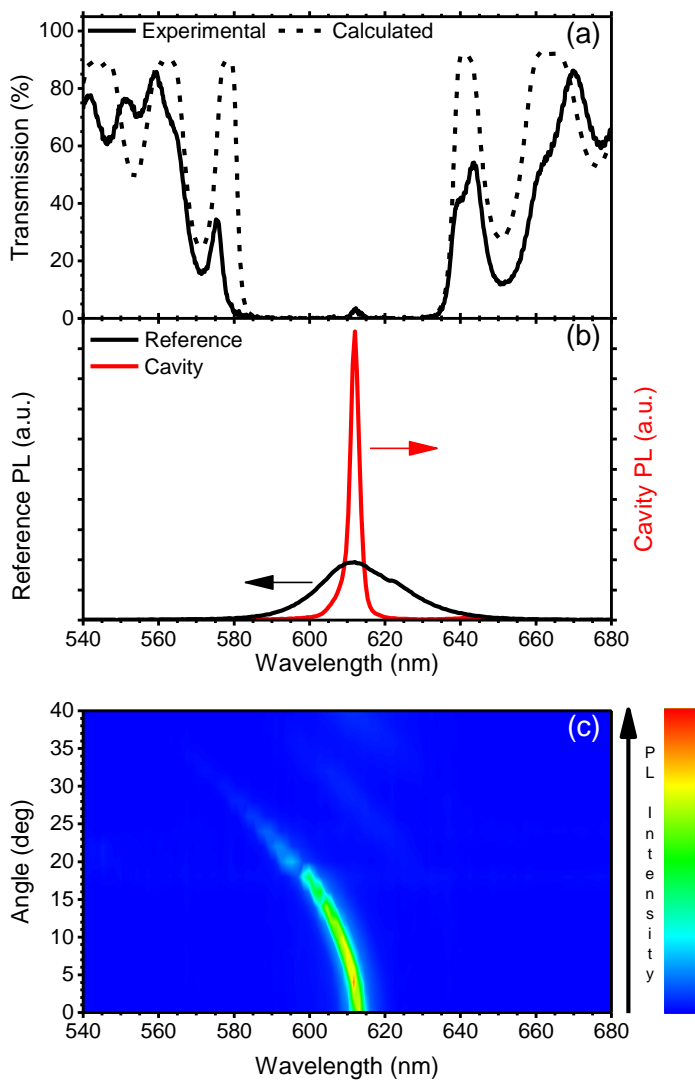 Experimental Calculated (a)
100
80
60
40
20
0
Transmission (%)
Reference
Cavity
(b)
Reference PL (a.u.)
Cavity PL (a.u.)
540 560 580 600 620 640 660 680
Wavelength (nm)
(c)
40
35
30
25
20
15
10
5
0
Angle (deg)
540 560 580 600 620 640 660 680
Wavelength (nm)
PL Intensity